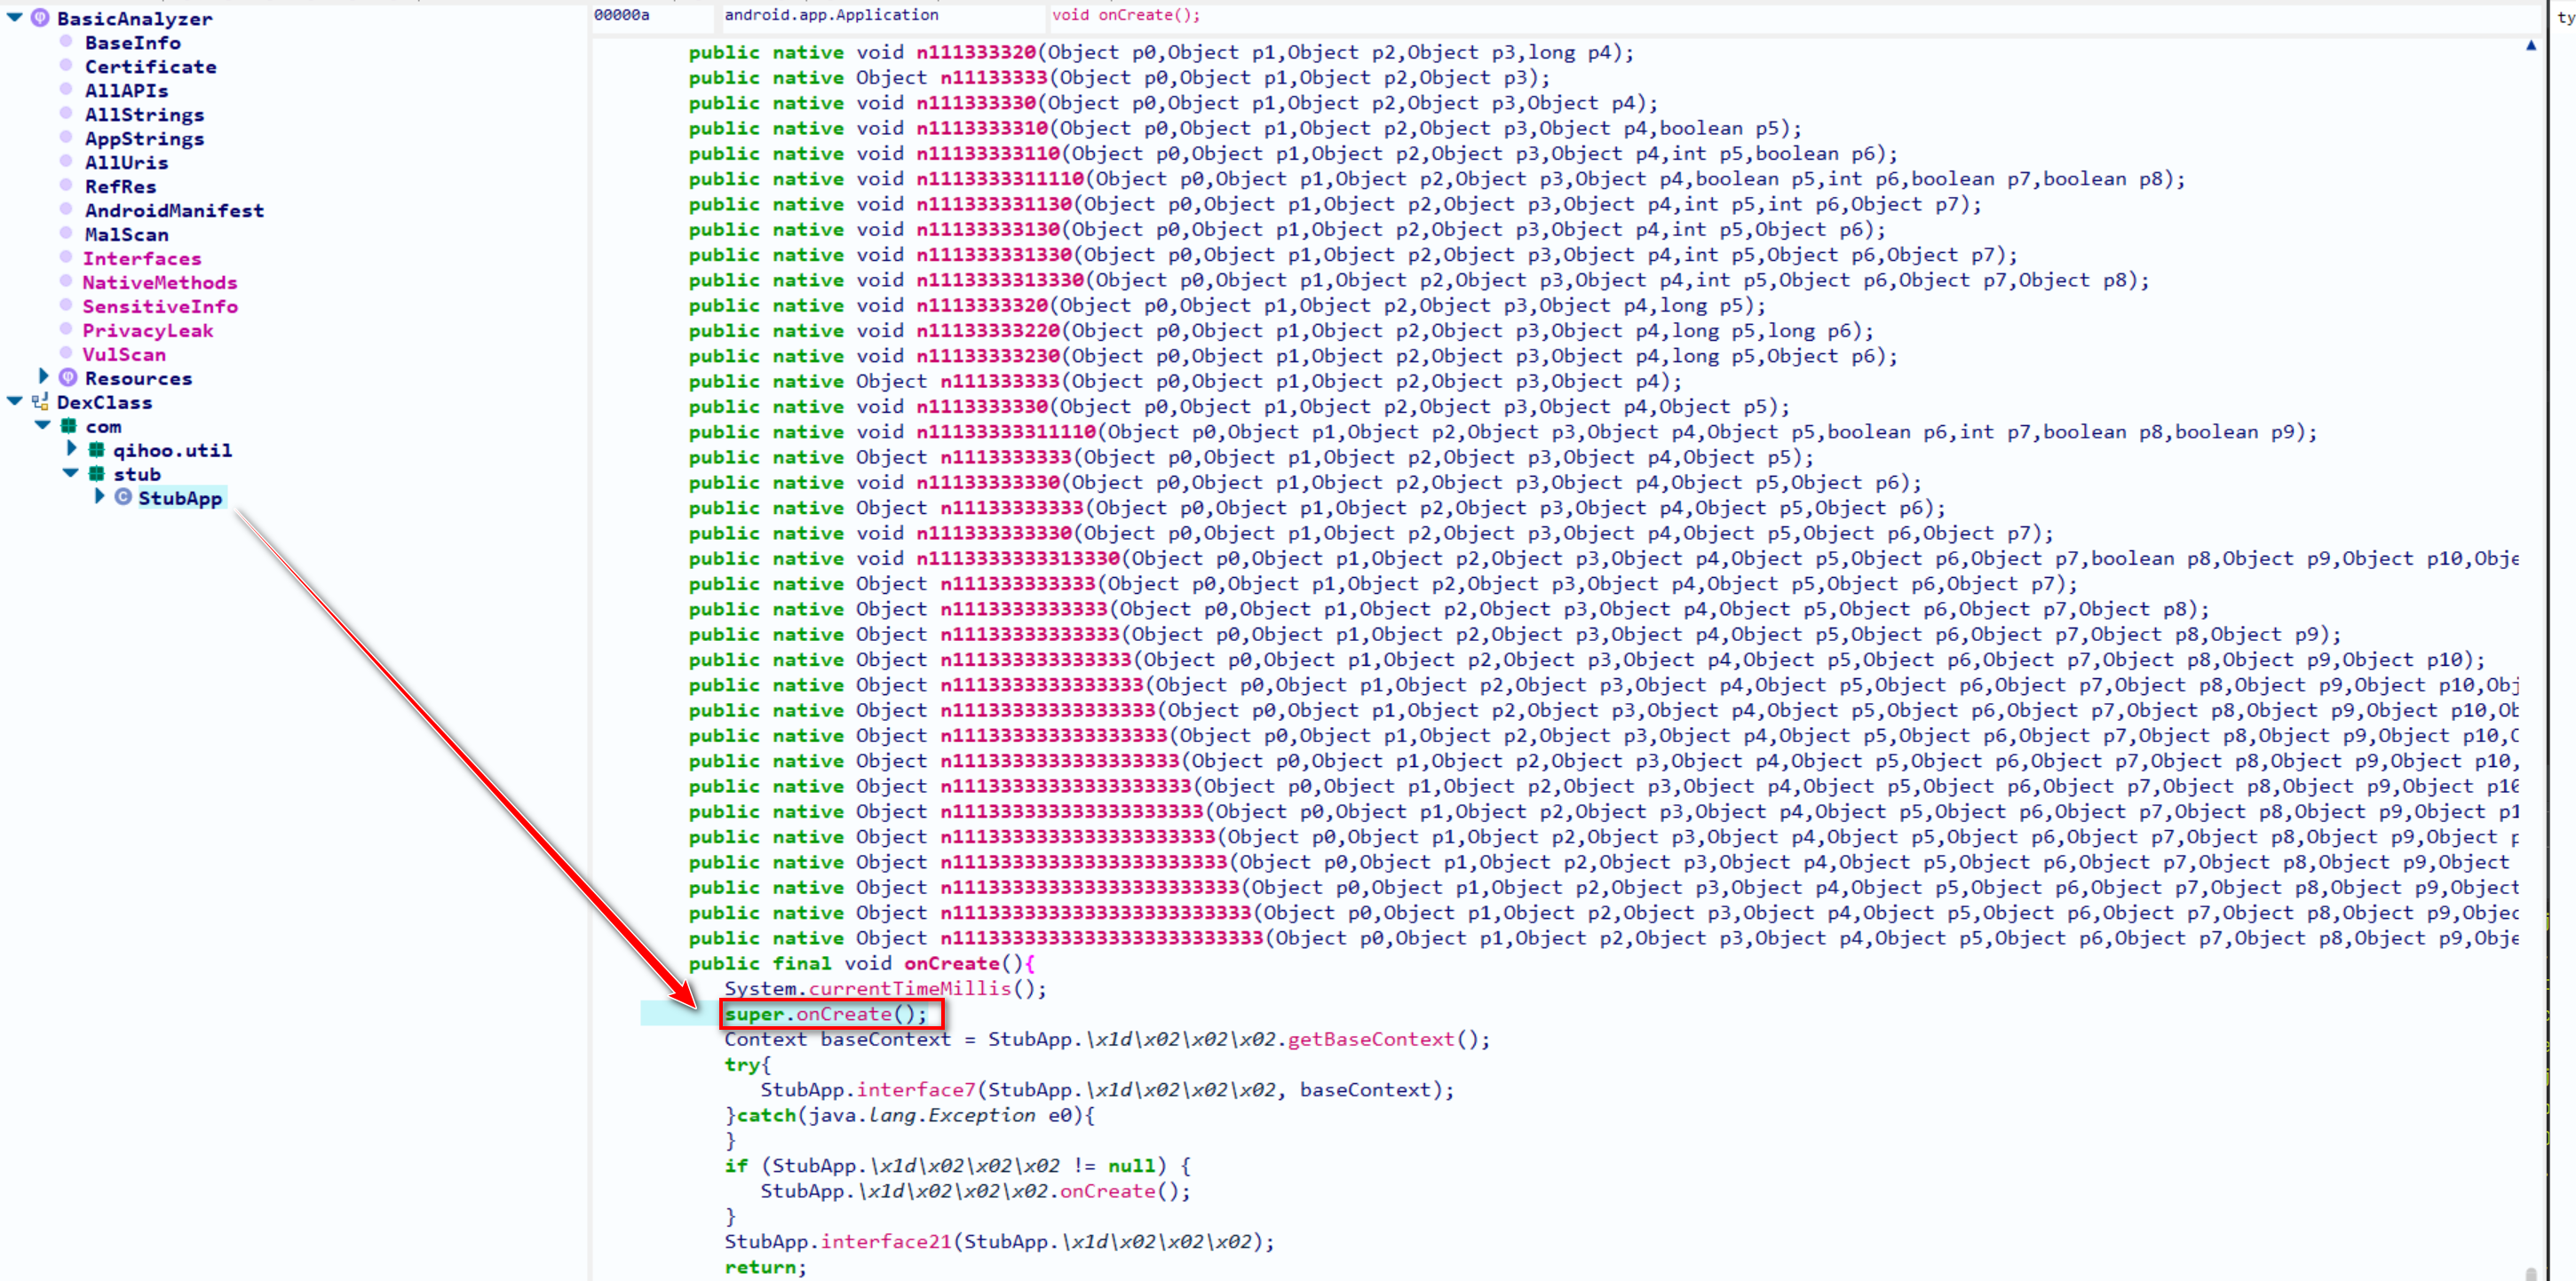 BasicAnalyzer
BaseInfo
Certificate
AllAPIs
AllStrings
AppStrings
AllUris
RefRes
AndroidManifest
MalScan
Interfaces
NativeMethods
SensitiveInfo
PrivacyLeak
VulScan
Resources
DexClass
com
qihoo.util
stub
StubApp
00000a android.app.Application void onCreate();
ty
public native void n111333320(Object p0,Object p1,Object p2,Object p3,long p4);
public native Object n11133333(Object p0,Object p1,Object p2,Object p3);
public native void n111333330(Object p0,Object p1,Object p2,Object p3,Object p4);
public native void n1113333310(Object p0,Object p1,Object p2,Object p3,Object p4,boolean p5);
public native void n11133333110(Object p0,Object p1,Object p2,Object p3,Object p4,int p5,boolean p6);
public native void n1113333311110(Object p0,Object p1,Object p2,Object p3,Object p4,boolean p5,int p6,boolean p7,boolean p8);
public native void n111333331130(Object p0,Object p1,Object p2,Object p3,Object p4,int p5,int p6,Object p7);
public native void n11133333130(Object p0,Object p1,Object p2,Object p3,Object p4,int p5,Object p6);
public native void n111333331330(Object p0,Object p1,Object p2,Object p3,Object p4,int p5,Object p6,Object p7);
public native void n1113333313330(Object p0,Object p1,Object p2,Object p3,Object p4,int p5,Object p6,Object p7,Object p8);
public native void n1113333320(Object p0,Object p1,Object p2,Object p3,Object p4,long p5);
public native void n11133333220(Object p0,Object p1,Object p2,Object p3,Object p4,long p5,long p6);
public native void n11133333230(Object p0,Object p1,Object p2,Object p3,Object p4,long p5,Object p6);
public native Object n111333333(Object p0,Object p1,Object p2,Object p3,Object p4);
public native void n1113333330(Object p0,Object p1,Object p2,Object p3,Object p4,Object p5);
public native void n11133333311110(Object p0,Object p1,Object p2,Object p3,Object p4,Object p5,boolean p6,int p7,boolean p8,boolean p9);
public native Object n1113333333(Object p0,Object p1,Object p2,Object p3,Object p4,Object p5);
public native void n11133333330(Object p0,Object p1,Object p2,Object p3,Object p4,Object p5,Object p6);
public native Object n11133333333(Object p0,Object p1,Object p2,Object p3,Object p4,Object p5,Object p6);
public native void n111333333330(Object p0,Object p1,Object p2,Object p3,Object p4,Object p5,Object p6,Object p7);
public native void n1113333333313330(Object p0,Object p1,Object p2,Object p3,Object p4,Object p5,Object p6,Object p7,boolean p8,Object p9,Object p10,Obje
public native Object n111333333333(Object p0,Object p1,Object p2,Object p3,Object p4,Object p5,Object p6,Object p7);
public native Object n1113333333333(Object p0,Object p1,Object p2,Object p3,Object p4,Object p5,Object p6,Object p7,Object p8);
public native Object n11133333333333(Object p0,Object p1,Object p2,Object p3,Object p4,Object p5,Object p6,Object p7,Object p8,Object p9);
public native Object n111333333333333(Object p0,Object p1,Object p2,Object p3,Object p4,Object p5,Object p6,Object p7,Object p8,Object p9,Object p10);
public native Object n1113333333333333(Object p0,Object p1,Object p2,Object p3,Object p4,Object p5,Object p6,Object p7,Object p8,Object p9,Object p10,Obj
public native Object n11133333333333333(Object p0,Object p1,Object p2,Object p3,Object p4,Object p5,Object p6,Object p7,Object p8,Object p9,Object p10,Ob
public native Object n111333333333333333(Object p0,Object p1,Object p2,Object p3,Object p4,Object p5,Object p6,Object p7,Object p8,Object p9,Object p10,O
public native Object n1113333333333333333(Object p0,Object p1,Object p2,Object p3,Object p4,Object p5,Object p6,Object p7,Object p8,Object p9,Object p10,
public native Object n11133333333333333333(Object p0,Object p1,Object p2,Object p3,Object p4,Object p5,Object p6,Object p7,Object p8,Object p9,Object p10
public native Object n111333333333333333333(Object p0,Object p1,Object p2,Object p3,Object p4,Object p5,Object p6,Object p7,Object p8,Object p9,Object p1
public native Object n1113333333333333333333(Object p0,Object p1,Object p2,Object p3,Object p4,Object p5,Object p6,Object p7,Object p8,Object p9,Object p
public native Object n11133333333333333333333(Object p0,Object p1,Object p2,Object p3,Object p4,Object p5,Object p6,Object p7,Object p8,Object p9,Object
public native Object n111333333333333333333333(Object p0,Object p1,Object p2,Object p3,Object p4,Object p5,Object p6,Object p7,Object p8,Object p9,Object
public native Object n1113333333333333333333333(Object p0,Object p1,Object p2,Object p3,Object p4,Object p5,Object p6,Object p7,Object p8,Object p9,Objec
public native Object n11133333333333333333333333(Object p0,Object p1,Object p2,Object p3,Object p4,Object p5,Object p6,Object p7,Object p8,Object p9,Obje
public final void onCreate(){
System.currentTimeMillis();
super.onCreate();
Context baseContext = StubApp.\x1d\x02\x02\x02.getBaseContext();
try{
StubApp.interface7(StubApp.\x1d\x02\x02\x02, baseContext);
}catch(java.lang.Exception e0){
}
if (StubApp.\x1d\x02\x02\x02 != null) {
StubApp.\x1d\x02\x02\x02.onCreate();
}
StubApp.interface21(StubApp.\x1d\x02\x02\x02);
return;